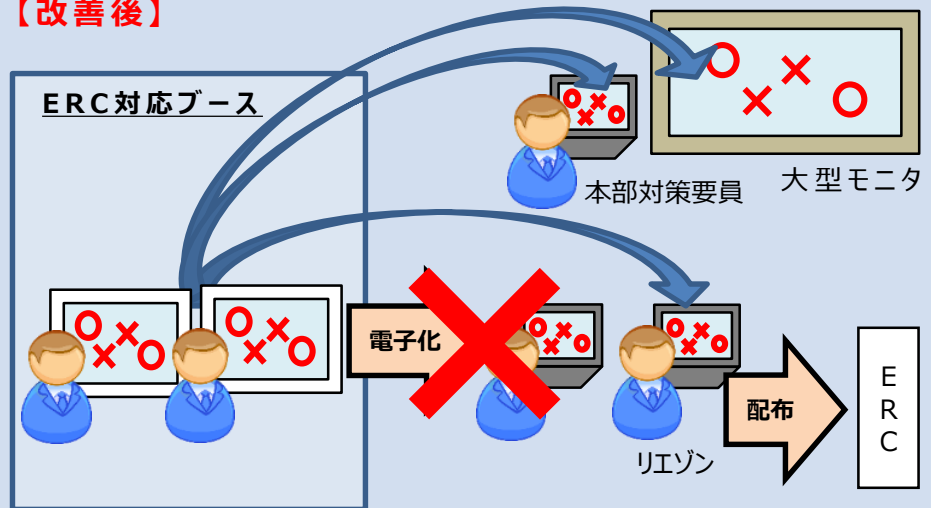 【改善後】
ERC対応ブース
本部対策要員
大型モニタ
電子化
リエゾン
配布
E
R
C